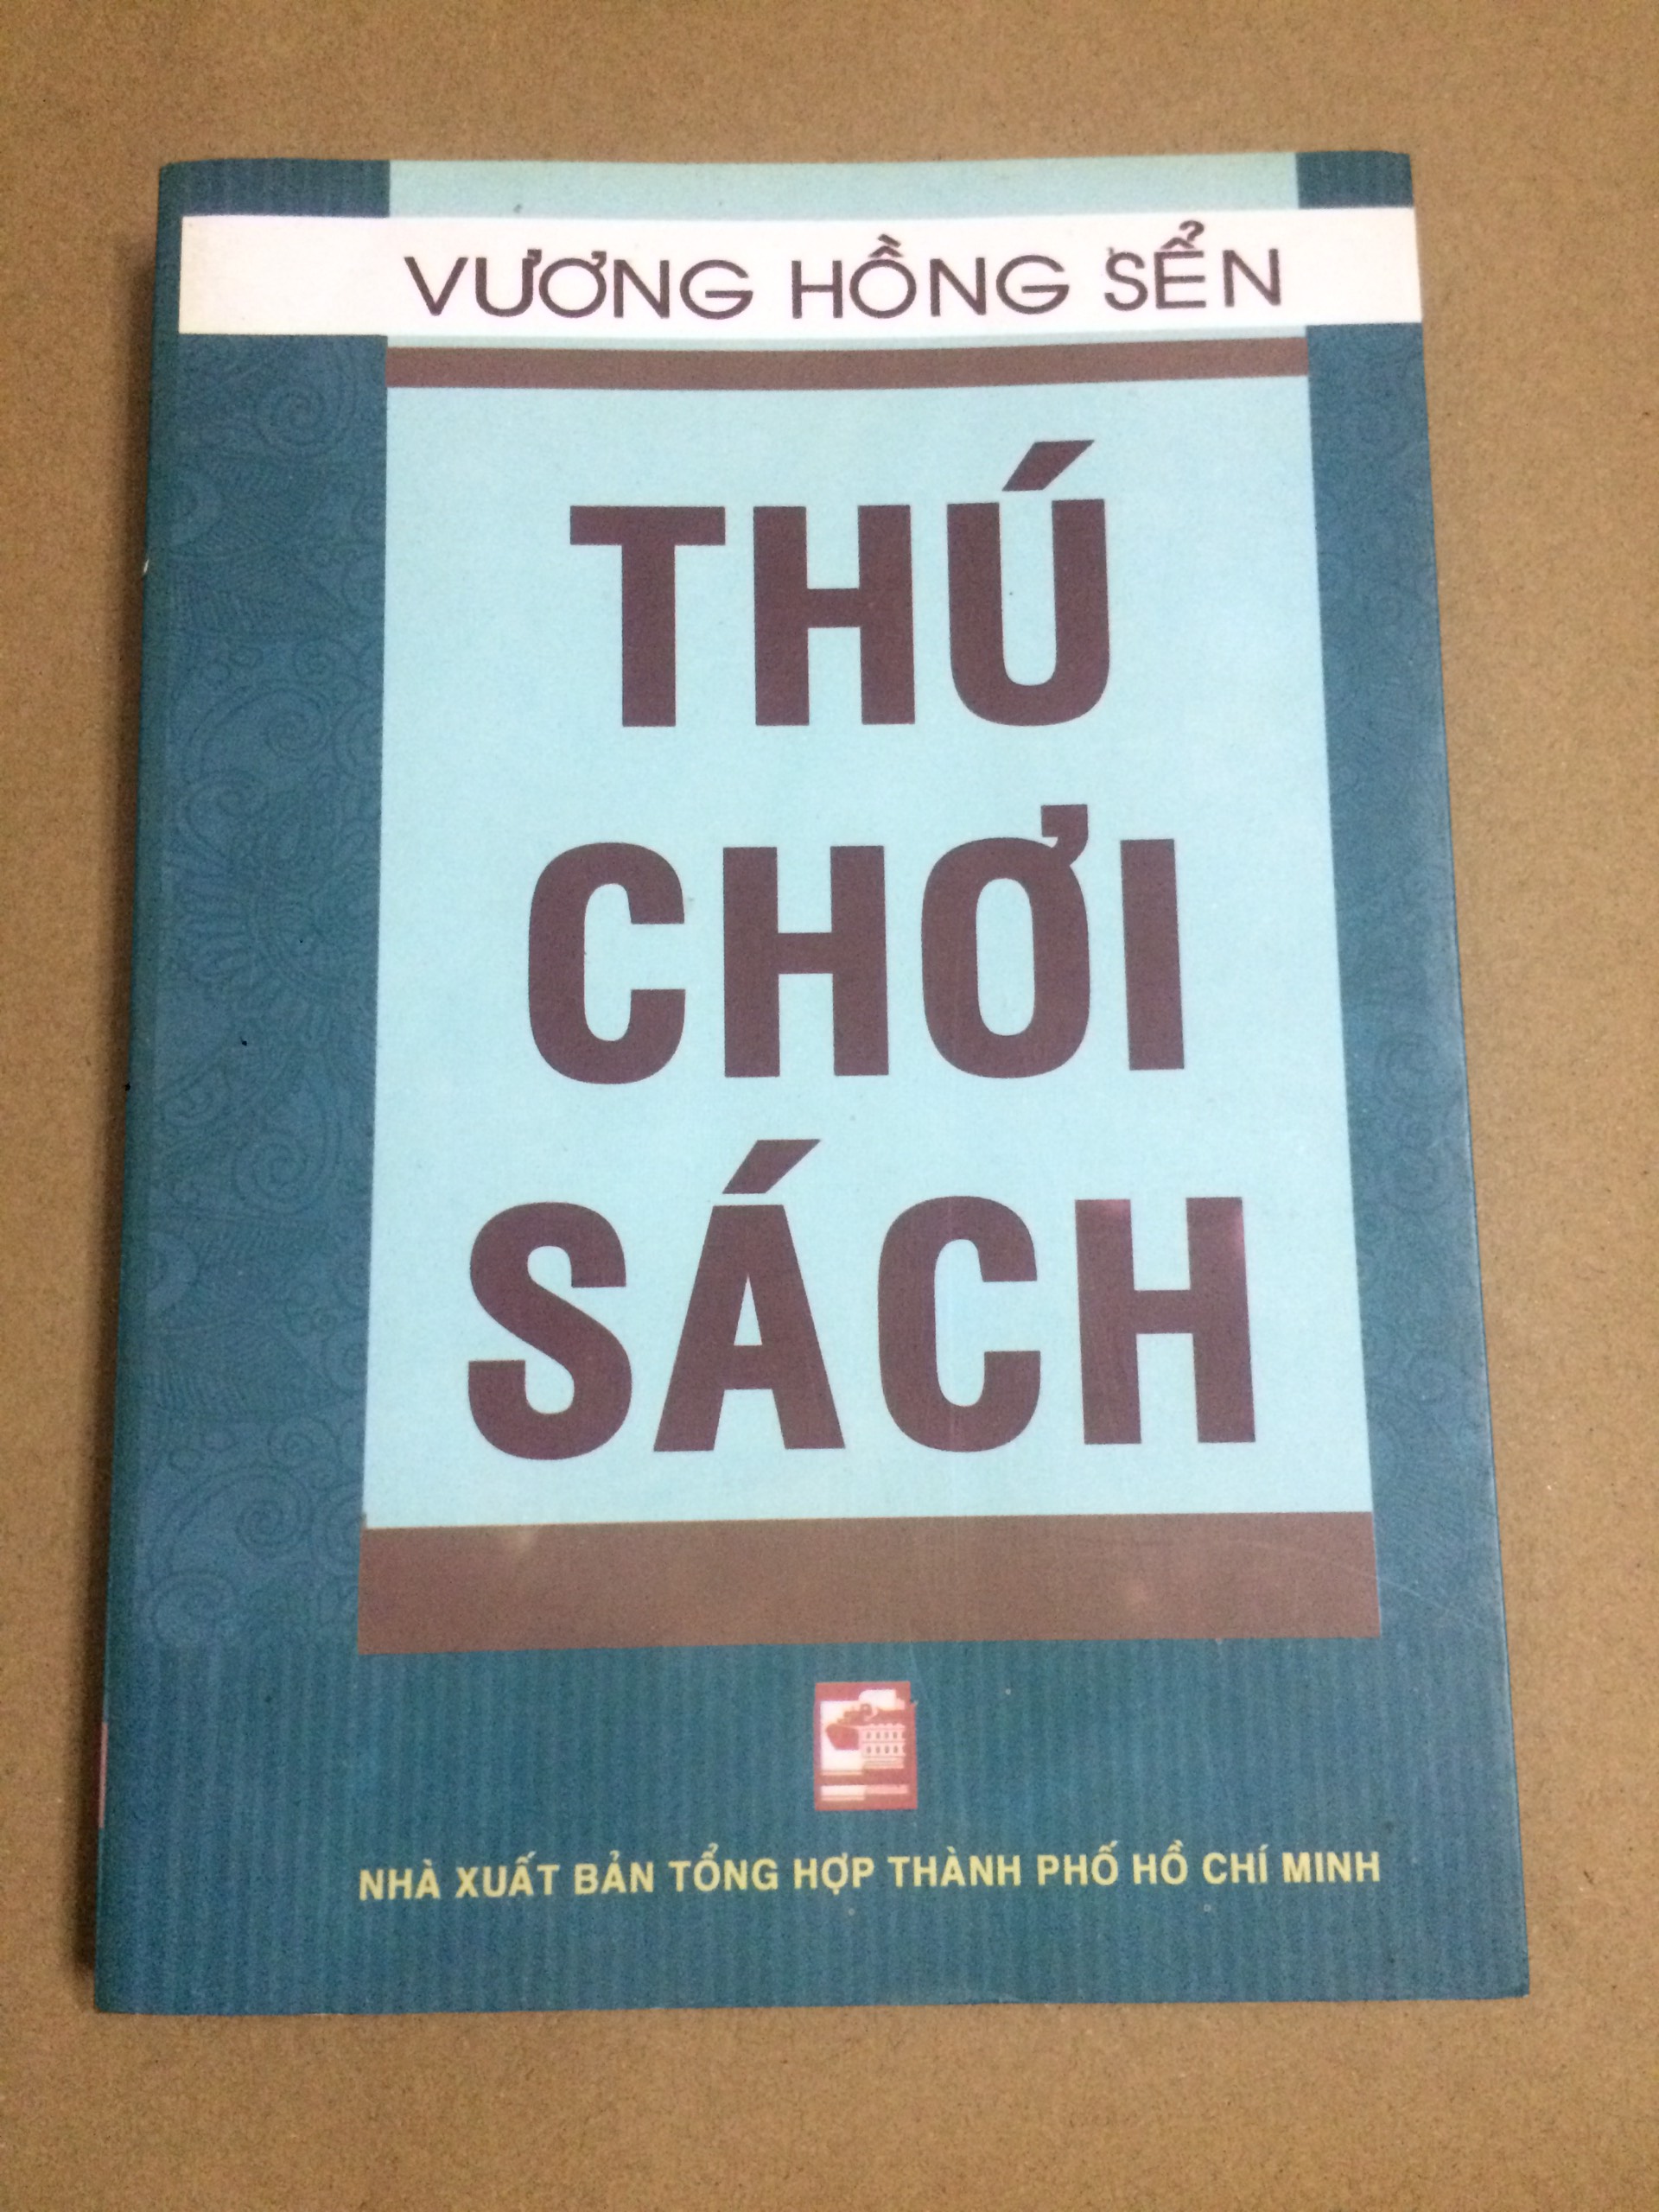 VƯƠNG HỒNG SỂN
THÚ
CHƠI
SÁCH
NHÀ XUẤT BẢN TỔNG HỢP THÀNH PHỐ HỒ CHÍ MINH